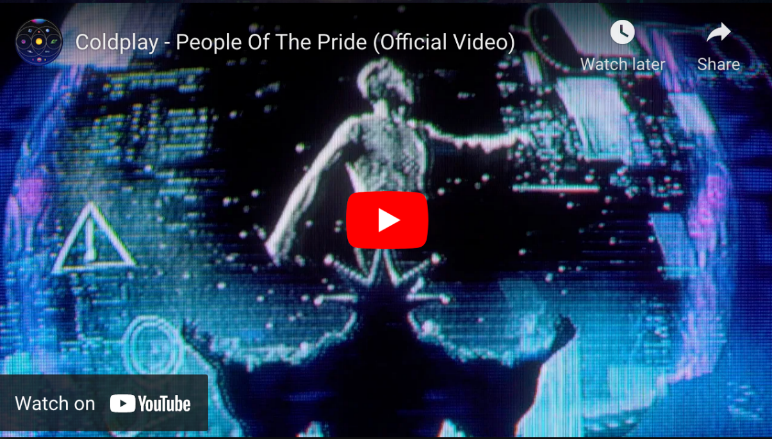 Coldplay - People Of The Pride (Official Video)
Watch later
Share
Watch on YouTube